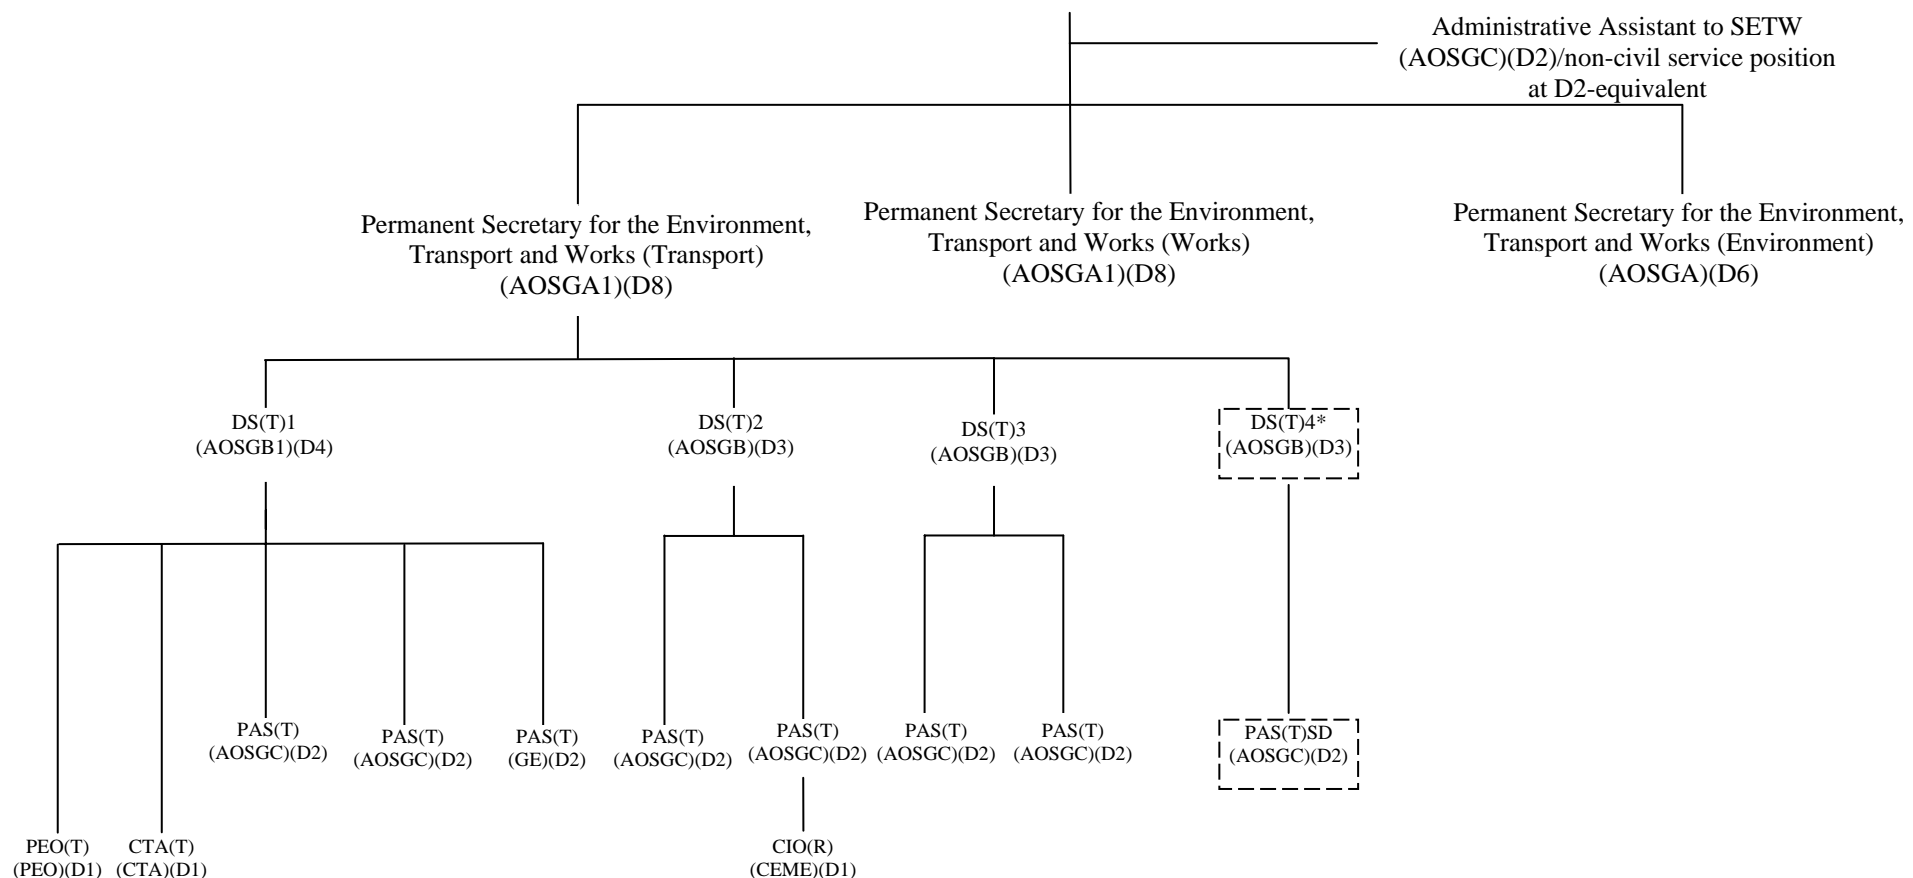 Administrative Assistant to SETW
(AOSGC)(D2)/non-civil service position
at D2-equivalent
Permanent Secretary for the Environment,
Transport and Works (Transport)
(AOSGA1)(D8)
Permanent Secretary for the Environment,
Transport and Works (Works)
(AOSGA1)(D8)
Permanent Secretary for the Environment,
Transport and Works (Environment)
(AOSGA)(D6)
DS(T)1
(AOSGB1)(D4)
DS(T)2
(AOSGB)(D3)
DS(T)3
(AOSGB)(D3)
DS(T)4*
(AOSGB)(D3)
PAS(T)
(AOSGC)(D2)
PAS(T)
(AOSGC)(D2)
PAS(T)
(GE)(D2)
PAS(T)
(AOSGC)(D2)
PAS(T)
(AOSGC)(D2)
PAS(T)
(AOSGC)(D2)
PAS(T)
(AOSGC)(D2)
PAS(T)SD
(AOSGC)(D2)
PEO(T)
(PEO)(D1)
CTA(T)
(CTA)(D1)
CIO(R)
(CEME)(D1)